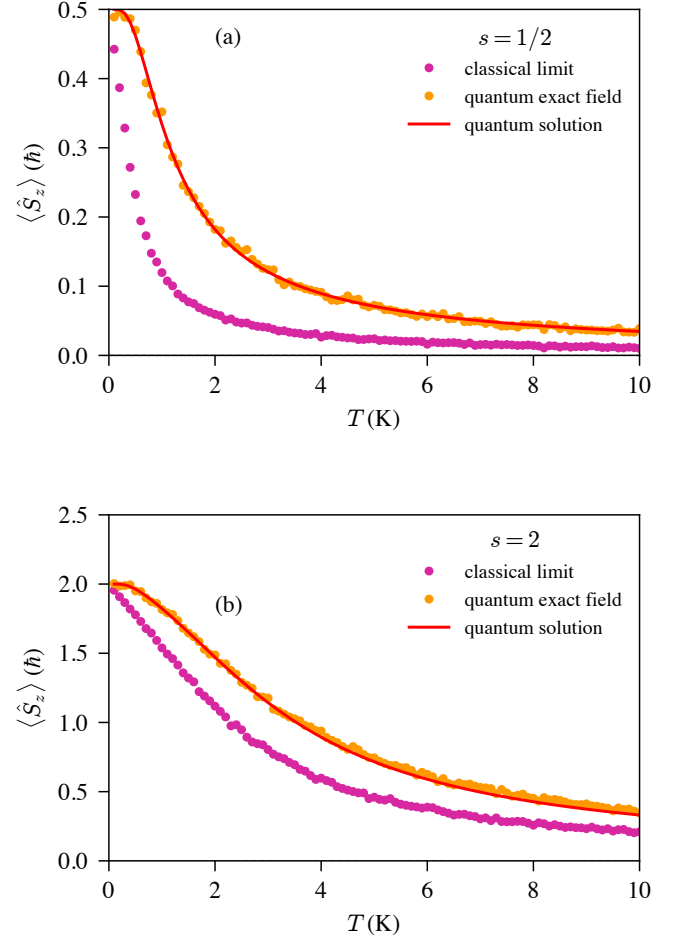 0.5
0.4
0.3
0.2
0.1
0.0
⟨Ŝz⟩ (ħ)
(a)
s = 1/2
classical limit
quantum exact field
quantum solution
0 2 4 6 8 10
T (K)
2.5
2.0
1.5
1.0
0.5
0.0
⟨Ŝz⟩ (ħ)
(b)
s = 2
classical limit
quantum exact field
quantum solution
0 2 4 6 8 10
T (K)